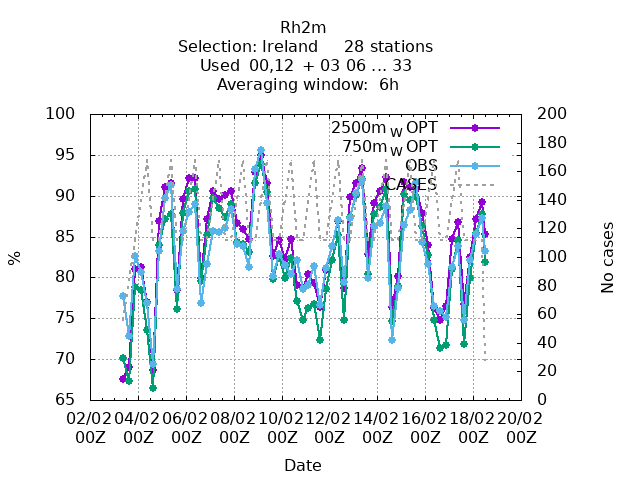 Rh2m
Selection: Ireland 28 stations
Used 00,12 + 03 06 ... 33
Averaging window: 6h
100
95
90
85
80
75
70
65
%
200
180
160
140
120
100
80
60
40
20
0
No cases
2500m W OPT
750m W OPT
OBS
CASES
02/02 04/02 06/02 08/02 10/02 12/02 14/02 16/02 18/02 20/02
00Z 00Z 00Z 00Z 00Z 00Z 00Z 00Z 00Z 00Z
Date